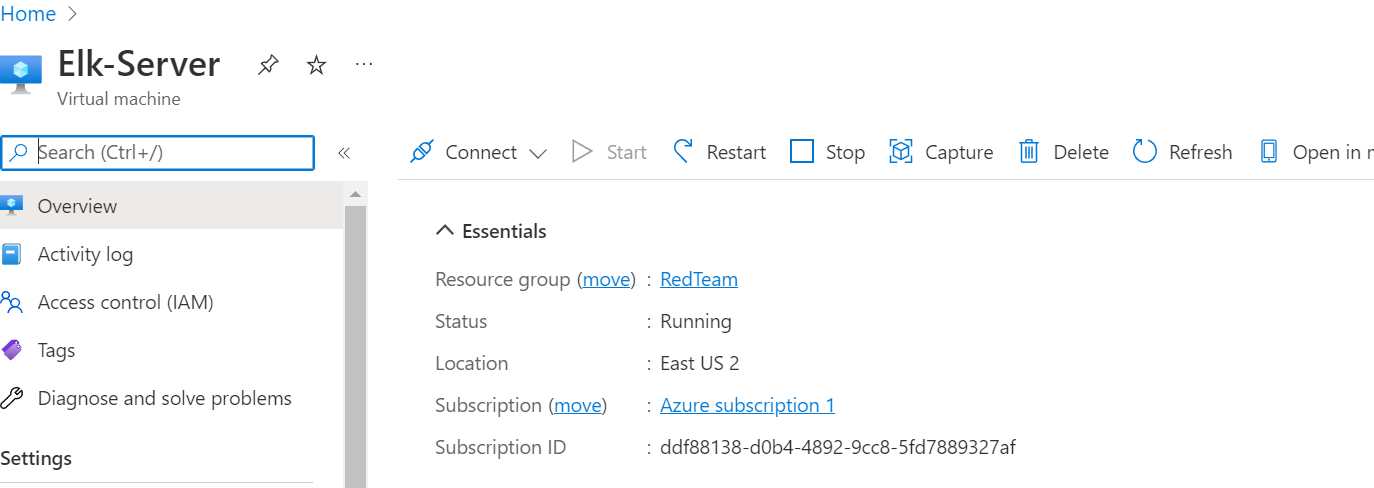 Home >
Elk-Server
Virtual machine
Search (Ctrl+/)
Connect Start Restart Stop Capture Delete Refresh Open in
Overview
Activity log
Access control (IAM)
Tags
Diagnose and solve problems
Settings
Essentials
Resource group (move) : RedTeam
Status : Running
Location : East US 2
Subscription (move) : Azure subscription 1
Subscription ID : ddf88138-d0b4-4892-9cc8-5fd7889327af